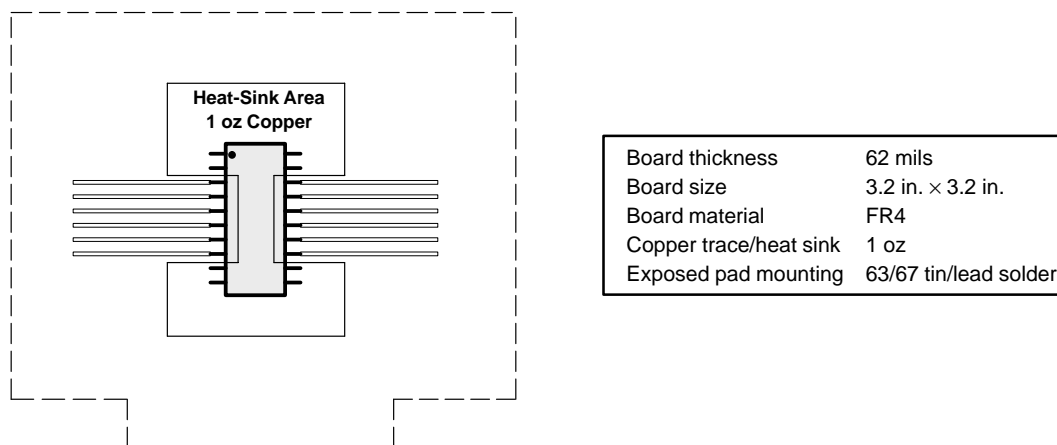 Heat-Sink Area
1 oz Copper
Board thickness 62 mils
Board size 3.2 in. × 3.2 in.
Board material FR4
Copper trace/heat sink 1 oz
Exposed pad mounting 63/67 tin/lead solder